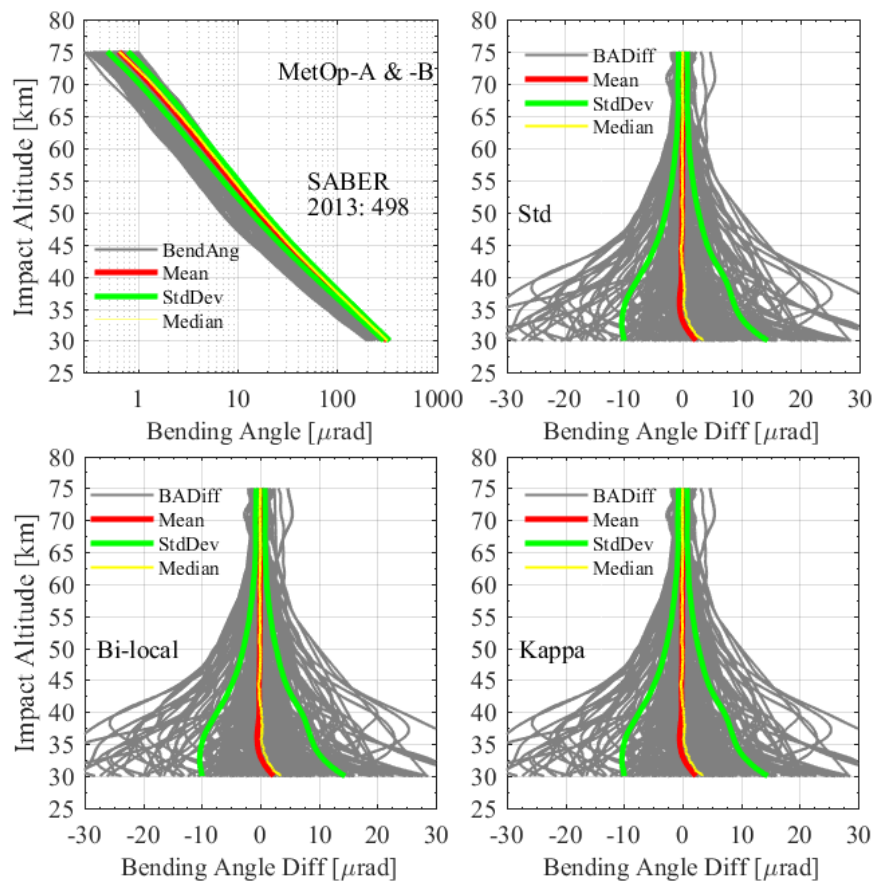 80
75
70
65
60
55
50
45
40
35
30
25
Impact Altitude [km]
MetOp-A & -B
SABER
2013: 498
BendAng
Mean
StdDev
Median
1 10 100 1000
Bending Angle [μrad]
80
75
70
65
60
55
50
45
40
35
30
25
BADiff
Mean
StdDev
Median
Std
-30 -20 -10 0 10 20 30
Bending Angle Diff [μrad]
80
75
70
65
60
55
50
45
40
35
30
25
Impact Altitude [km]
BADiff
Mean
StdDev
Median
Bi-local
-30 -20 -10 0 10 20 30
Bending Angle Diff [μrad]
80
75
70
65
60
55
50
45
40
35
30
25
BADiff
Mean
StdDev
Median
Kappa
-30 -20 -10 0 10 20 30
Bending Angle Diff [μrad]